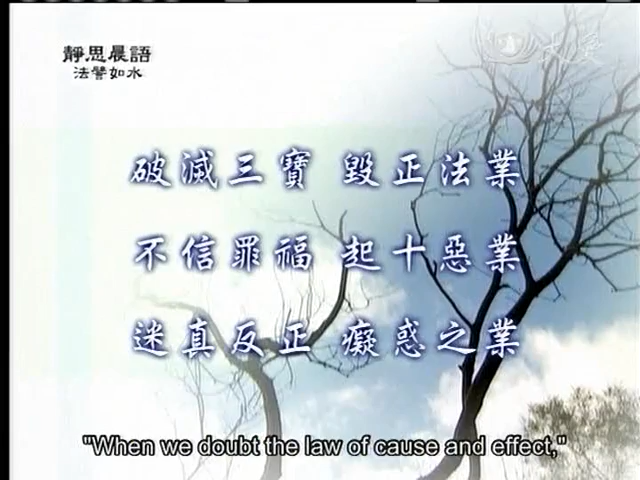 靜思晨語
法譬如水
大愛
破滅三寶 毀正法業
不信罪福 起十惡業
迷真反正 癡惑之業
"When we doubt the law of cause and effect,"